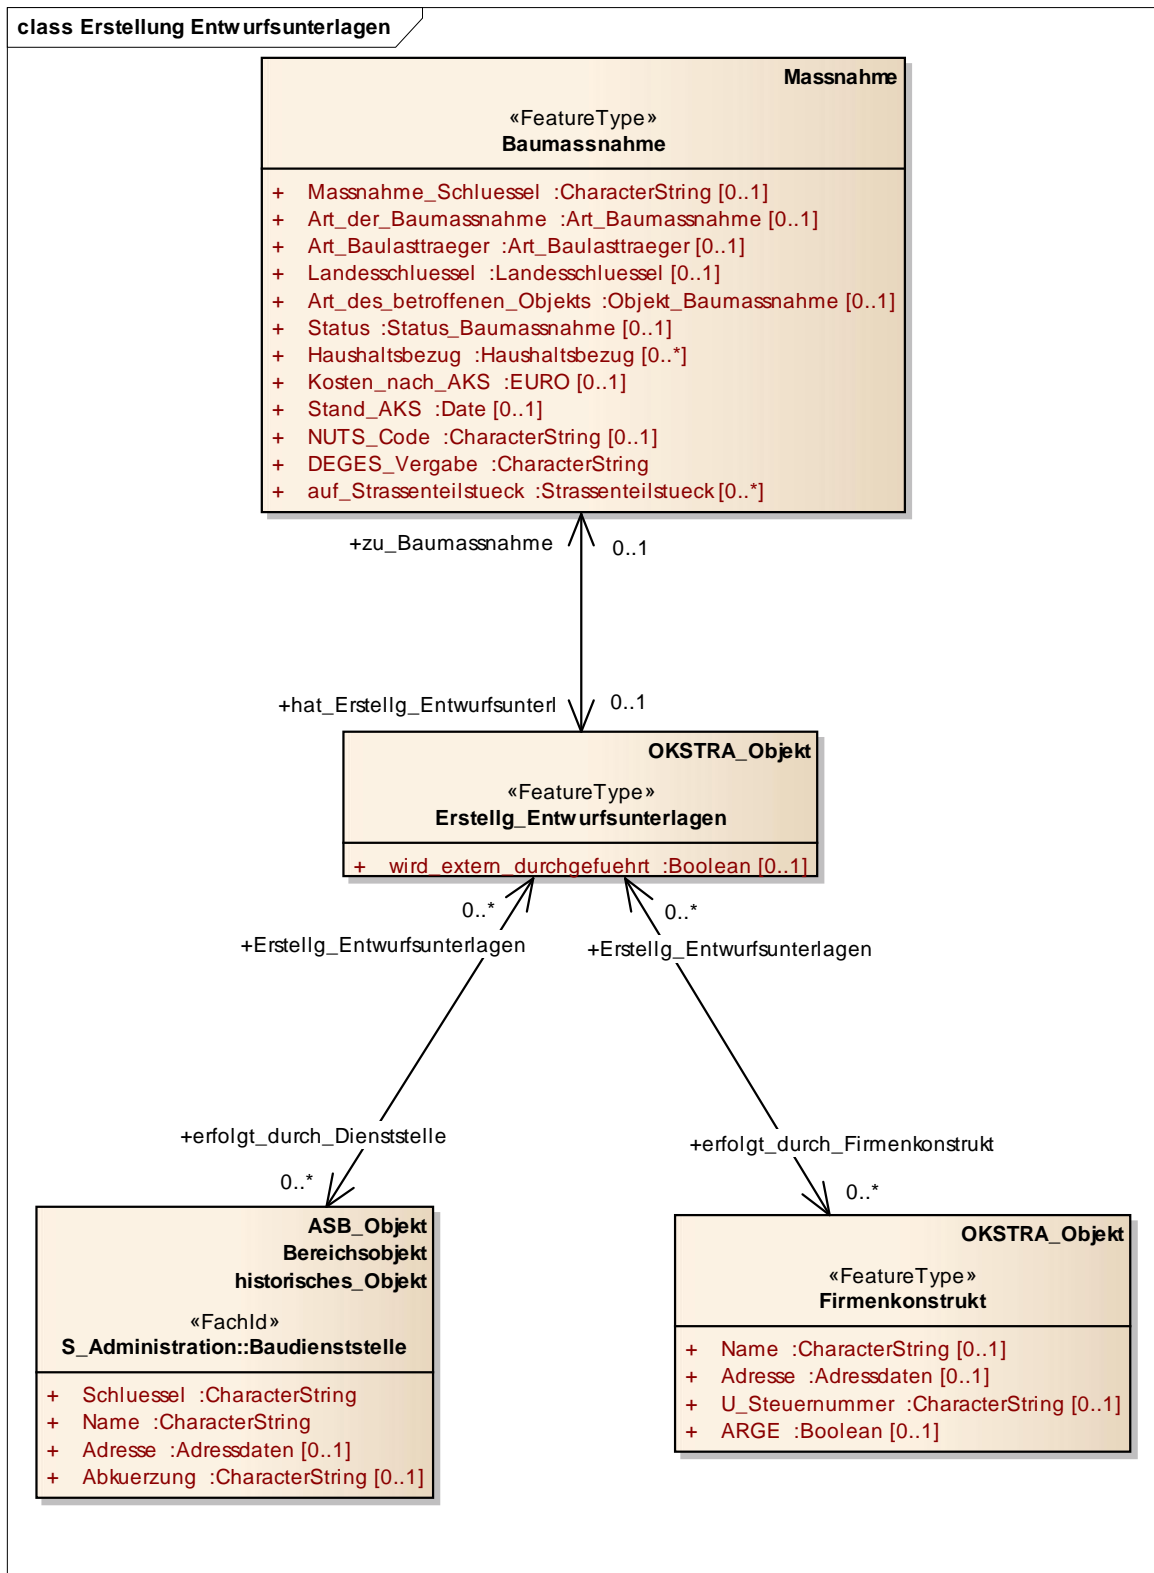 class Erstellung Entwurfsunterlagen
Massnahme
«FeatureType»
Baumassnahme
+ Massnahme_Schluessel :CharacterString [0..1]
+ Art_der_Baumassnahme :Art_Baumassnahme [0..1]
+ Art_Baulasttraeger :Art_Baulasttraeger [0..1]
+ Landesschluessel :Landesschluessel [0..1]
+ Art_des_betroffenen_Objekts :Objekt_Baumassnahme [0..1]
+ Status :Status_Baumassnahme [0..1]
+ Haushaltsbezug :Haushaltsbezug [0..*]
+ Kosten_nach_AKS :EURO [0..1]
+ Stand_AKS :Date [0..1]
+ NUTS_Code :CharacterString [0..1]
+ DEGES_Vergabe :CharacterString
+ auf_Strassenteilstueck :Strassenteilstueck [0..*]
+zu_Baumassnahme 0..1
+hat_Erstellg_Entwurfsunterl 0..1
OKSTRA_Objekt
«FeatureType»
Erstellg_Entwurfsunterlagen
+ wird_extern_durchgefuehrt :Boolean [0..1]
0..* 0..*
+Erstellg_Entwurfsunterlagen +Erstellg_Entwurfsunterlagen
+erfolgt_durch_Dienststelle +erfolgt_durch_Firmenkonstrukt
0..* 0..*
ASB_Objekt
Bereichsobjekt
historisches_Objekt
«FachId»
S_Administration::Baudienststelle
+ Schluessel :CharacterString
+ Name :CharacterString
+ Adresse :Adressdaten [0..1]
+ Abkuerzung :CharacterString [0..1]
OKSTRA_Objekt
«FeatureType»
Firmenkonstrukt
+ Name :CharacterString [0..1]
+ Adresse :Adressdaten [0..1]
+ U_Steuernummer :CharacterString [0..1]
+ ARGE :Boolean [0..1]